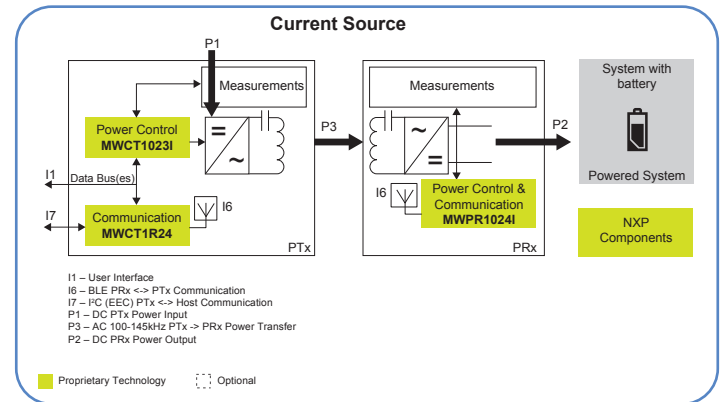 Current Source
P1
I1
Measurements
Power Control
MWCT1023I
=
~
Data Bus(es)
I1
I7
Communication
MWCT1R24
I6
PTx
P3
Measurements
~
=
I6
Power Control &
Communication
MWPR1024I
PRx
P2
System with
battery
Powered System
NXP
Components
I1 – User Interface
I6 – BLE PRx <-> PTx Communication
I7 – I²C (EEC) PTx <-> Host Communication
P1 – DC PTx Power Input
P3 – AC 100-145kHz PTx -> PRx Power Transfer
P2 – DC PRx Power Output
Proprietary Technology
Optional